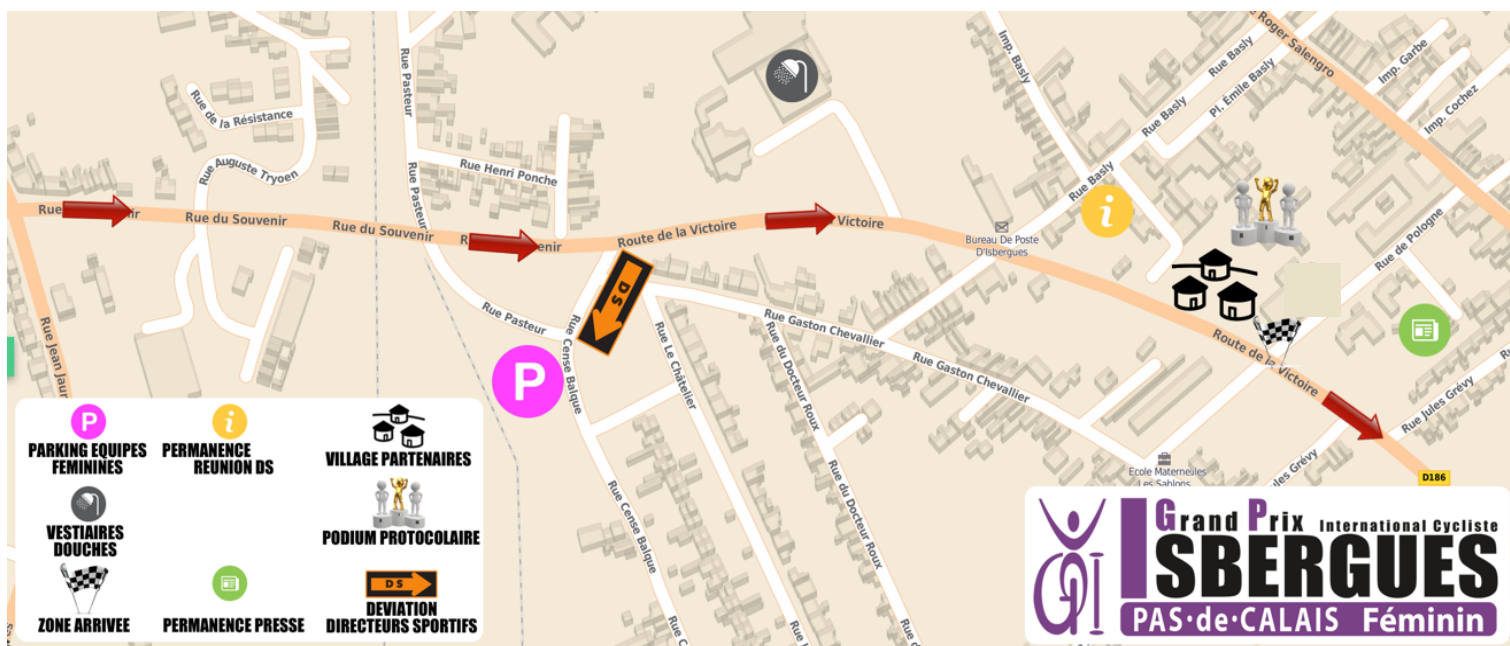 Rue Roger Salengro
Imp. Garbe
Imp. Cochez
Imp. Basly
Rue Basly
Pl. Émile Basly
Rue Basly
Rue Basly
Rue Pasteur
Rue de la Résistance
Rue Auguste Tryoen
Rue Henri Ponche
Rue Pasteur
Rue
Rue du Souvenir
Rue du Souvenir
Route de la Victoire
Victoire
Bureau De Poste
D'Isbergues
i
Rue de Pologne
DS
Rue Pasteur
Rue Cense Balque
Rue Le Châtelier
Rue Gaston Chevallier
Rue du Docteur Roux
Rue Gaston Chevallier
Route de la Victoire
Rue Jules Grévy
Rue Jean Jaur
P
Rue Cense Balque
Rue du Docteur Roux
Ecole Maternelles
Les Sablons
Jules Grévy
D186
P
PARKING EQUIPES
FEMININES
i
PERMANENCE
REUNION DS
VILLAGE PARTENAIRES
VESTIAIRES
DOUCHES
PODIUM PROTOCOLAIRE
ZONE ARRIVEE
PERMANENCE PRESSE
DS
DEVIATION
DIRECTEURS SPORTIFS
Grand Prix International Cycliste
ISBERGUES
PAS·de·CALAIS Féminin